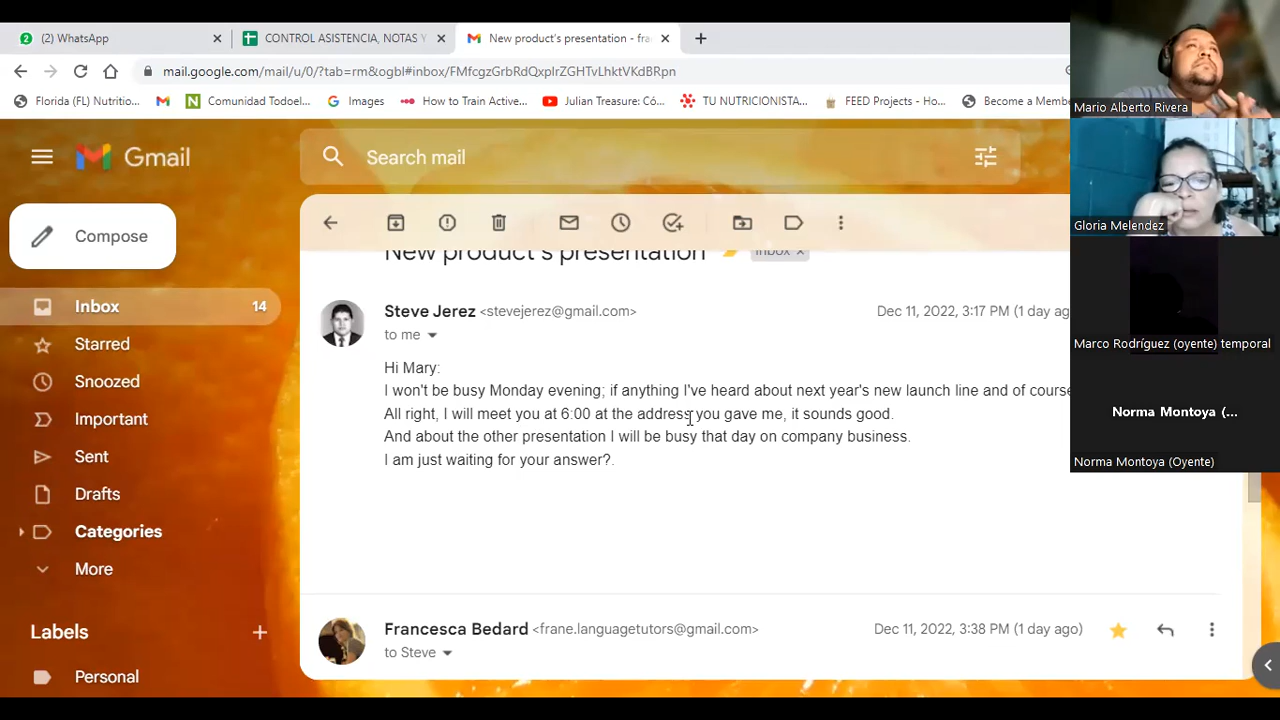 (2) WhatsApp
CONTROL ASISTENCIA, NOTAS Y
New product's presentation - fra
mail.google.com/mail/u/0/?tab=rm&ogbl#inbox/FMfcgzGrbRdQxplrZGHTvLhktVKdBRpn
Florida (FL) Nutritio...
Comunidad Todoel...
Images
How to Train Active...
Julian Treasure: Có...
TU NUTRICIONISTA...
FEED Projects - Ho...
Become a Membe
Gmail
Search mail
Compose
New product's presentation
Inbox x
Inbox 14
Starred
Snoozed
Important
Sent
Drafts
Categories
More
Labels
Personal
Steve Jerez <stevejerez@gmail.com>
Dec 11, 2022, 3:17 PM (1 day ag
to me
Hi Mary:
I won't be busy Monday evening; if anything I've heard about next year's new launch line and of course
All right, I will meet you at 6:00 at the address you gave me, it sounds good.
And about the other presentation I will be busy that day on company business.
I am just waiting for your answer?.
Francesca Bedard <frane.languagetutors@gmail.com>
Dec 11, 2022, 3:38 PM (1 day ago)
to Steve
Mario Alberto Rivera
Gloria Melendez
Marco Rodríguez (oyente) temporal
Norma Montoya (...
Norma Montoya (Oyente)